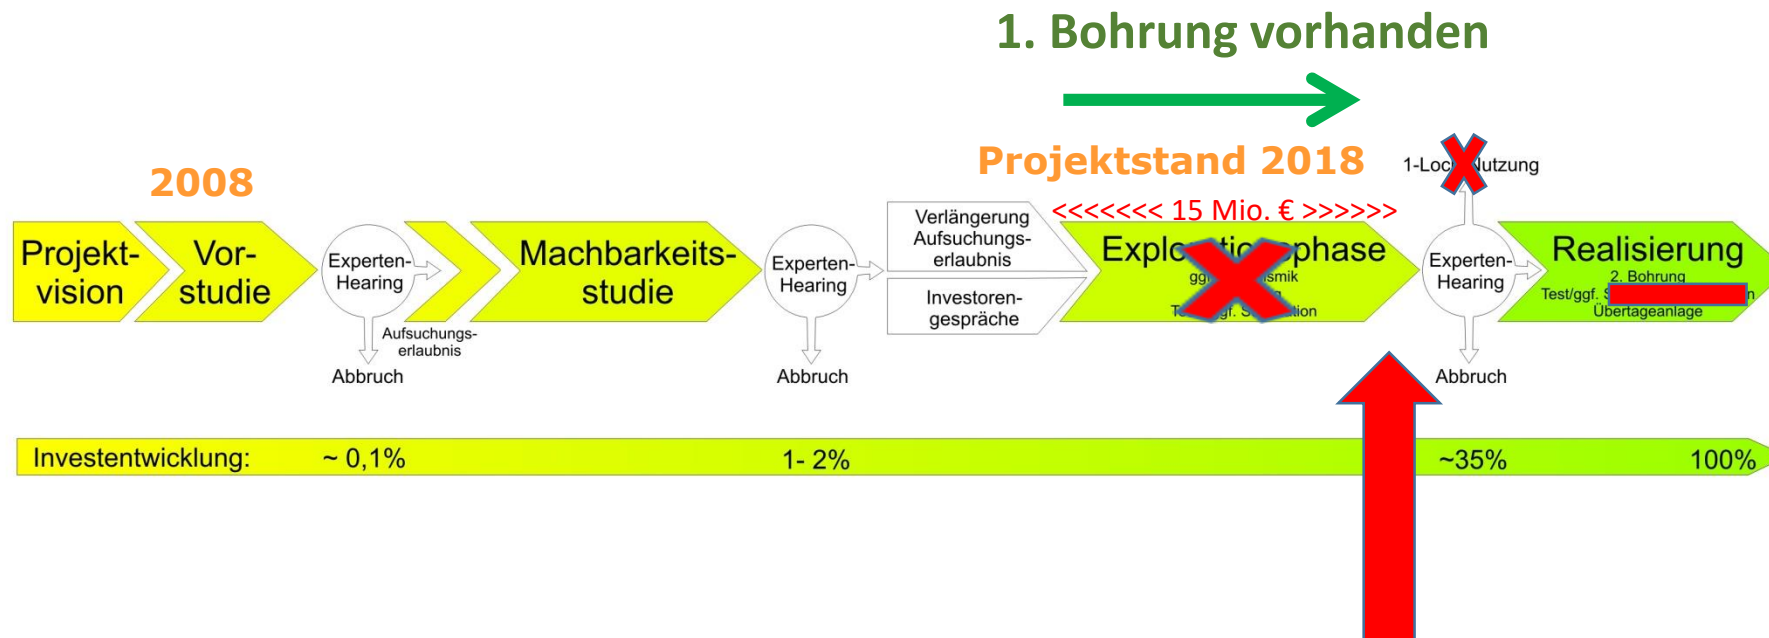 1. Bohrung vorhanden
2008
Projektstand 2018
<<<<<<< 15 Mio. € >>>>>>
Projekt-
vision
Vor-
studie
Experten-
Hearing
Abbruch
Aufsuchungs-
erlaubnis
Machbarkeits-
studie
Experten-
Hearing
Abbruch
Verlängerung
Aufsuchungs-
erlaubnis
Investoren-
gespräche
1-Loch-Nutzung
Experten-
Hearing
Abbruch
Realisierung
2. Bohrung
Test/ggf.
Übertageanlage
Investentwicklung:
~ 0,1%
1- 2%
~35%
100%